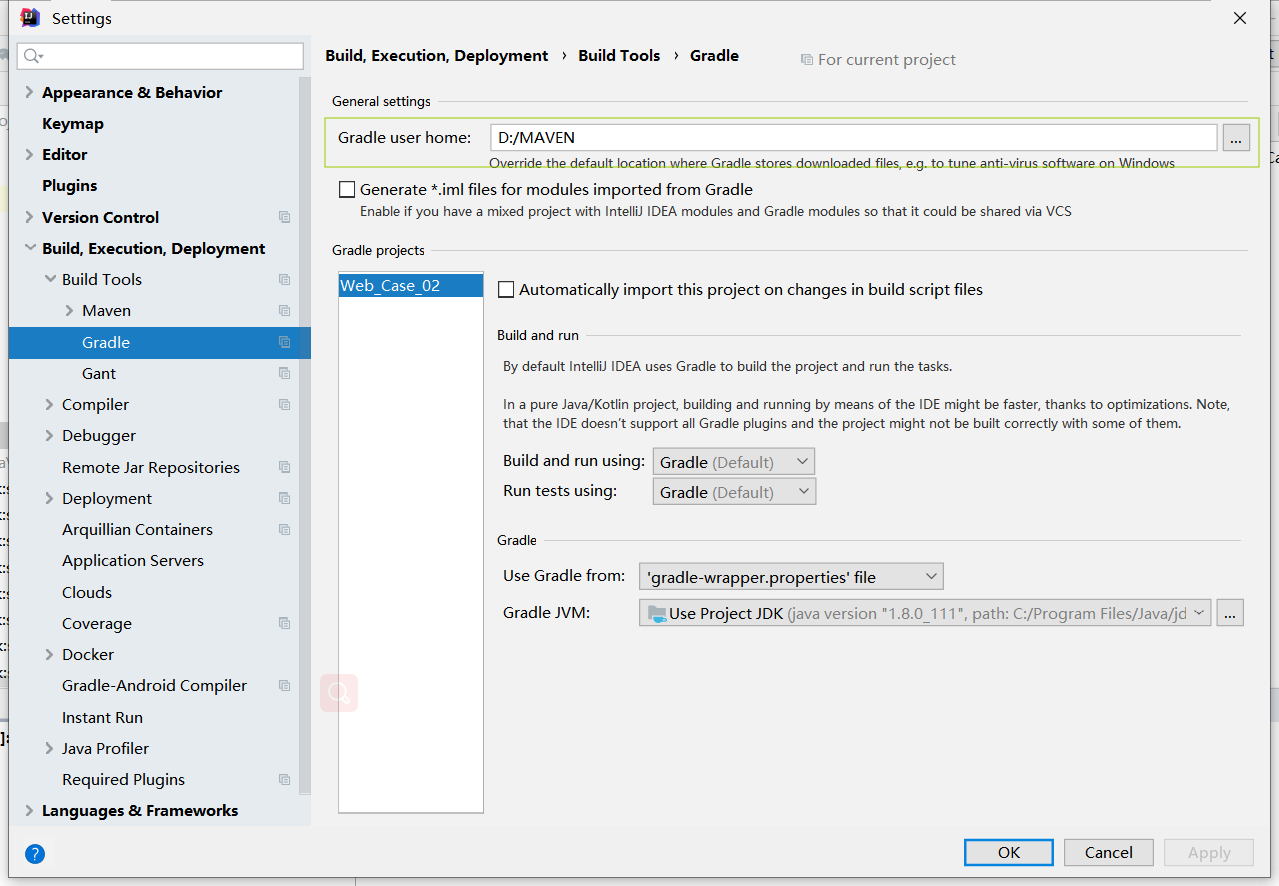 Settings
Build, Execution, Deployment › Build Tools › Gradle
For current project
Appearance & Behavior
Keymap
Editor
Plugins
Version Control
Build, Execution, Deployment
Build Tools
Maven
Gradle
Gant
Compiler
Debugger
Remote Jar Repositories
Deployment
Arquillian Containers
Application Servers
Clouds
Coverage
Docker
Gradle-Android Compiler
Instant Run
Java Profiler
Required Plugins
Languages & Frameworks
General settings
Gradle user home: D:/MAVEN ...
Override the default location where Gradle stores downloaded files, e.g. to tune anti-virus software on Windows
Generate *.iml files for modules imported from Gradle
Enable if you have a mixed project with IntelliJ IDEA modules and Gradle modules so that it could be shared via VCS
Gradle projects
Web_Case_02
Automatically import this project on changes in build script files
Build and run
By default IntelliJ IDEA uses Gradle to build the project and run the tasks.
In a pure Java/Kotlin project, building and running by means of the IDE might be faster, thanks to optimizations. Note,
that the IDE doesn't support all Gradle plugins and the project might not be built correctly with some of them.
Build and run using: Gradle (Default)
Run tests using: Gradle (Default)
Gradle
Use Gradle from: 'gradle-wrapper.properties' file
Gradle JVM: Use Project JDK (java version "1.8.0_111", path: C:/Program Files/Java/jd ...
?
OK
Cancel
Apply